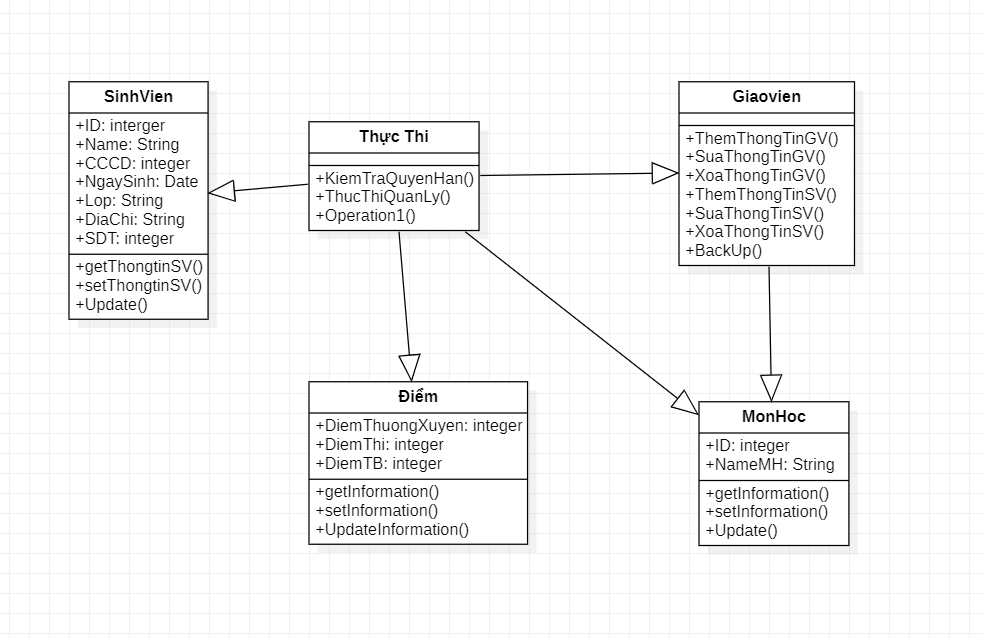 SinhVien
+ID: interger
+Name: String
+CCCD: integer
+NgaySinh: Date
+Lop: String
+DiaChi: String
+SDT: integer
+getThongtinSV()
+setThongtinSV()
+Update()
Thực Thi
+KiemTraQuyenHan()
+ThucThiQuanLy()
+Operation1()
Giaovien
+ThemThongTinGV()
+SuaThongTinGV()
+XoaThongTinGV()
+ThemThongTinSV()
+SuaThongTinSV()
+XoaThongTinSV()
+BackUp()
Điểm
+DiemThuongXuyen: integer
+DiemThi: integer
+DiemTB: integer
+getInformation()
+setInformation()
+UpdateInformation()
MonHoc
+ID: integer
+NameMH: String
+getInformation()
+setInformation()
+Update()